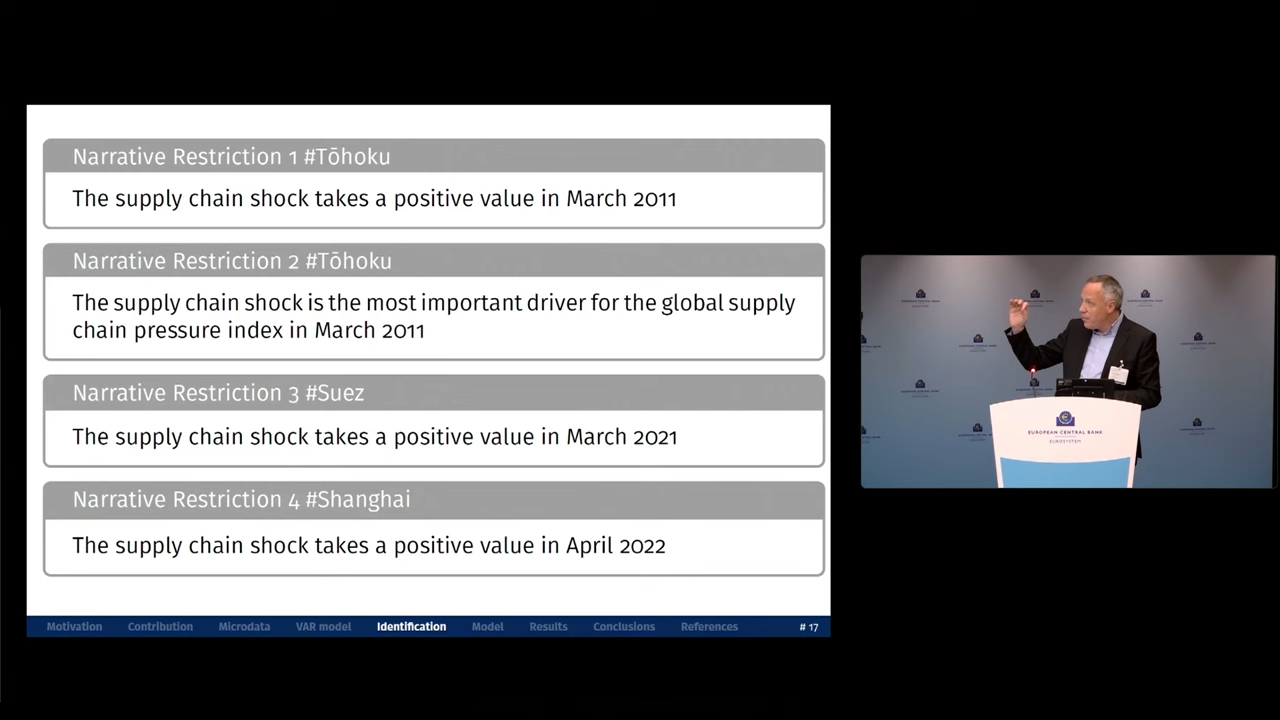 Narrative Restriction 1 #Tōhoku
The supply chain shock takes a positive value in March 2011
Narrative Restriction 2 #Tōhoku
The supply chain shock is the most important driver for the global supply
chain pressure index in March 2011
Narrative Restriction 3 #Suez
The supply chain shock takes a positive value in March 2021
Narrative Restriction 4 #Shanghai
The supply chain shock takes a positive value in April 2022
Motivation Contribution Microdata VAR model Identification Model Results Conclusions References # 17
EUROPEAN CENTRAL BANK
EUROSYSTEM